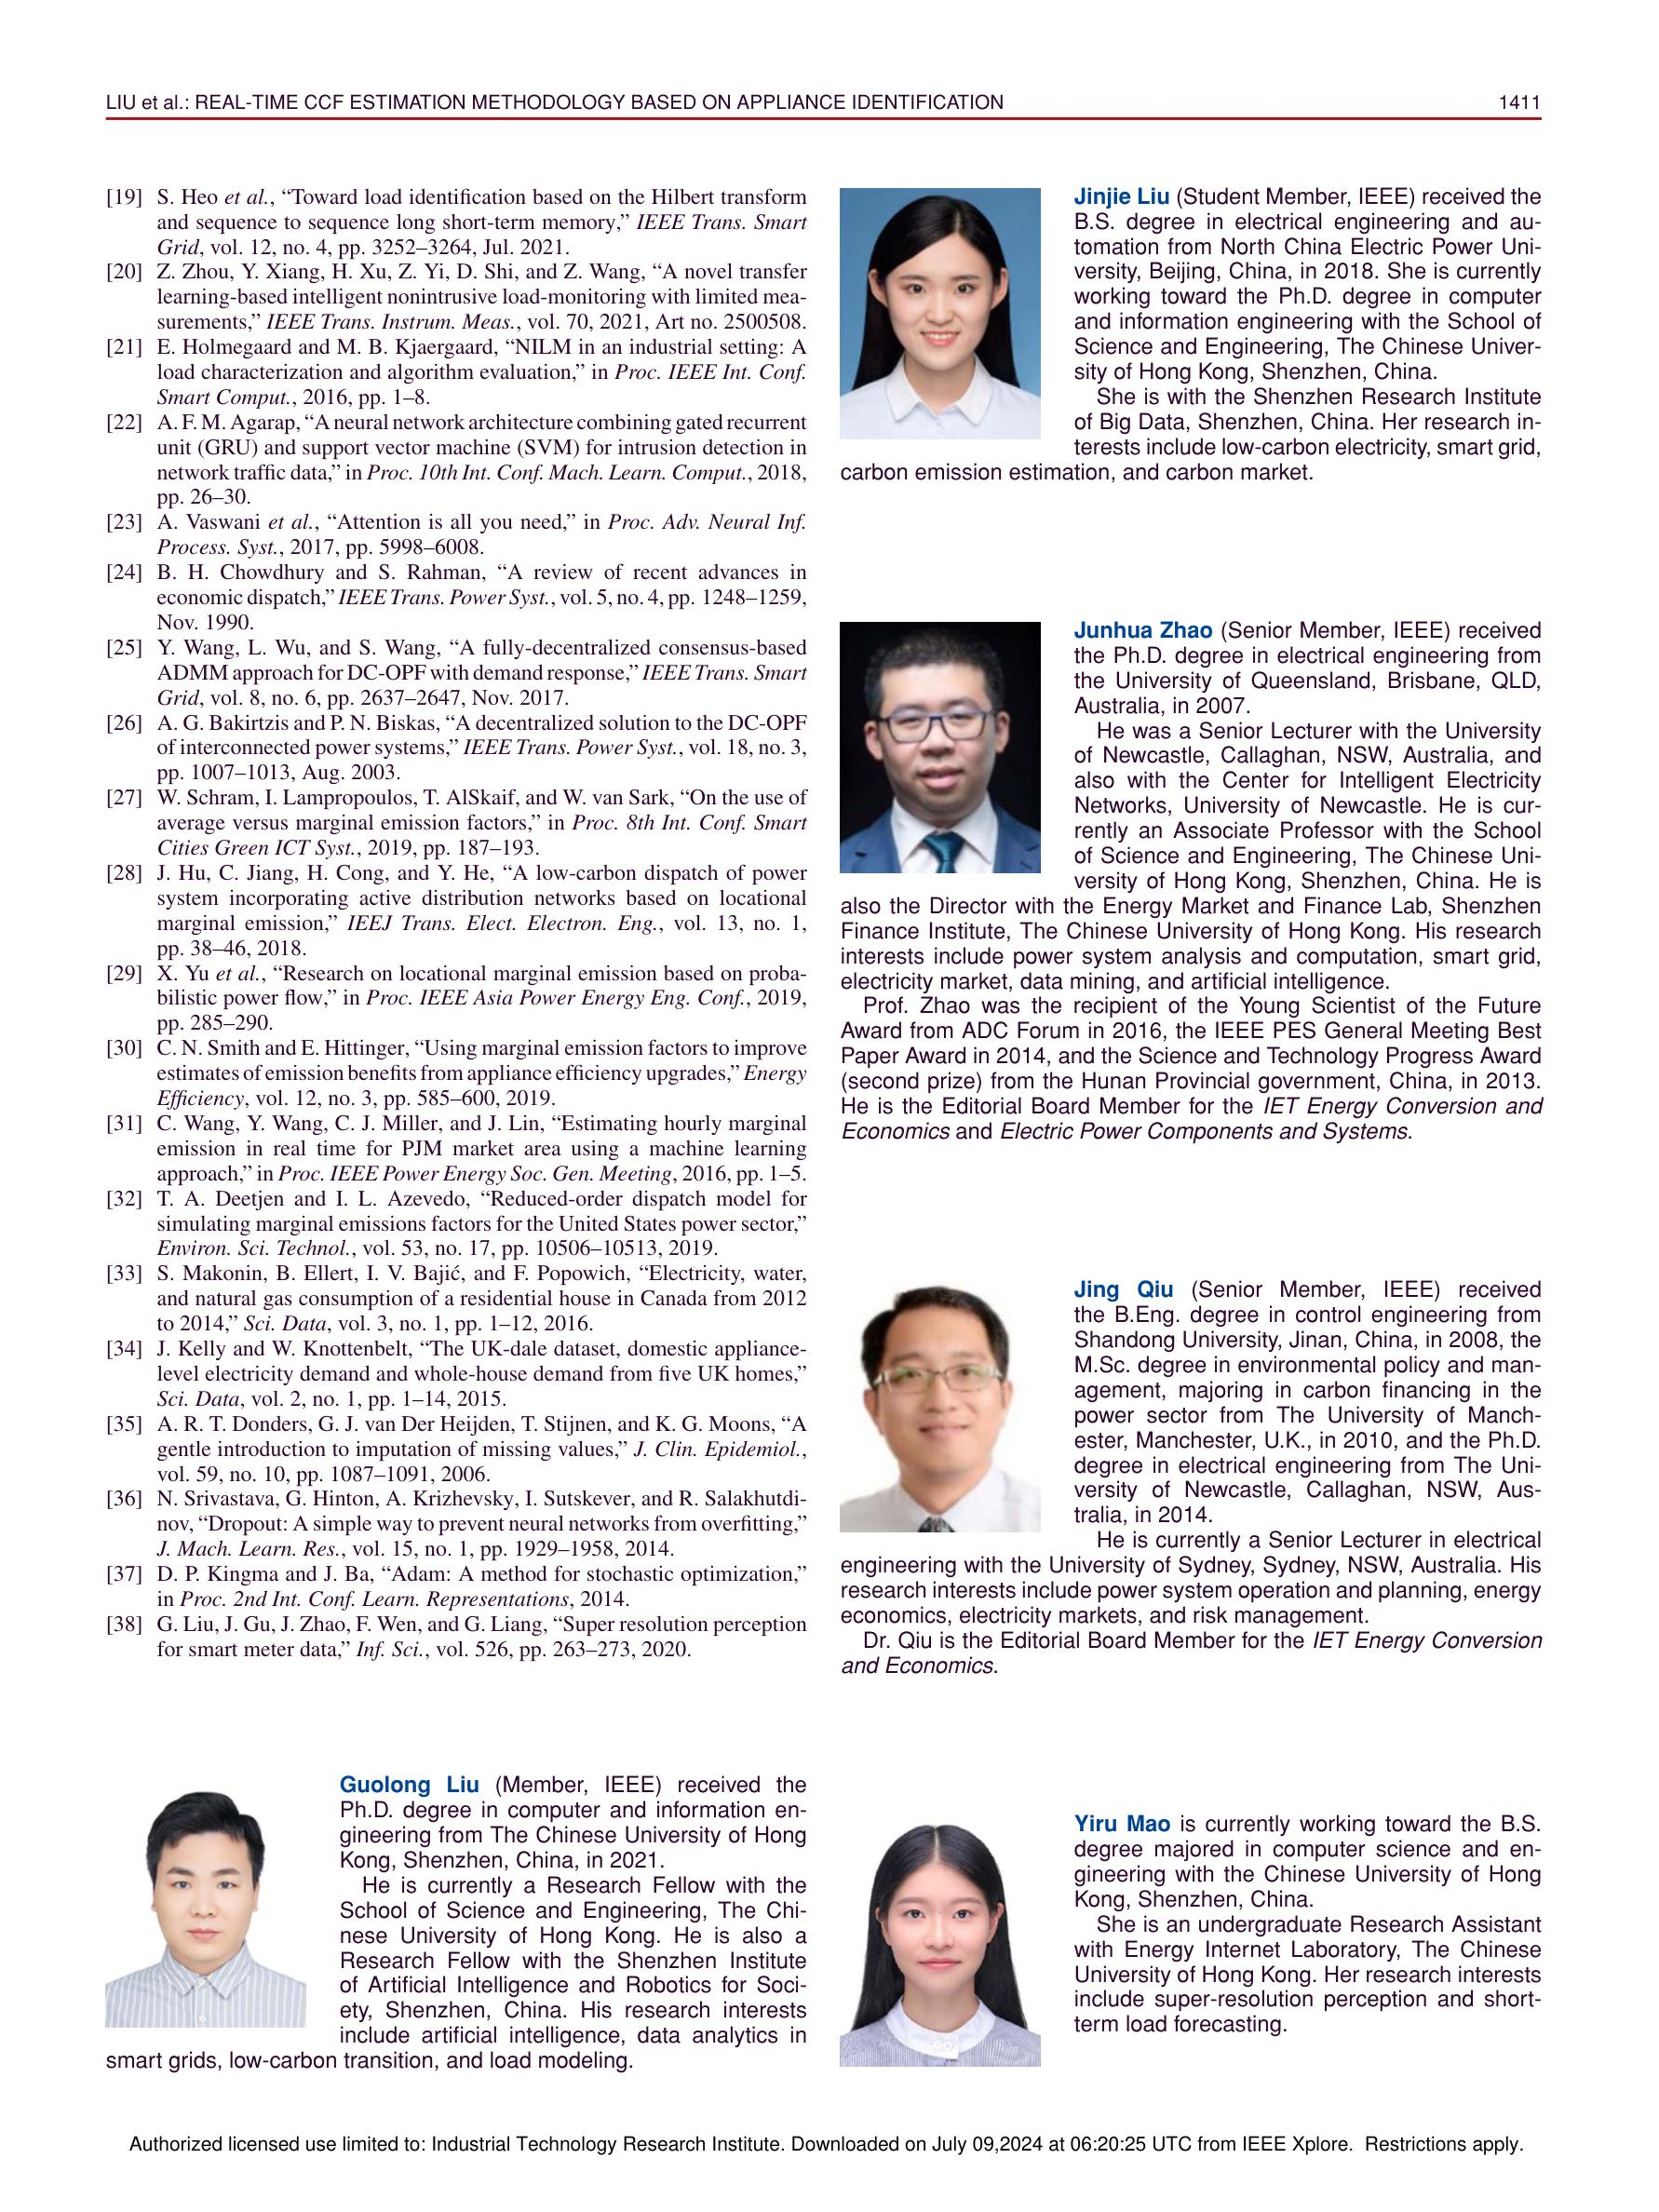 LIU et al.: REAL-TIME CCF ESTIMATION METHODOLOGY BASED ON APPLIANCE IDENTIFICATION 1411
[19] S. Heo et al., “Toward load identification based on the Hilbert transform
and sequence to sequence long short-term memory,” IEEE Trans. Smart
Grid, vol. 12, no. 4, pp. 3252–3264, Jul. 2021.
[20] Z. Zhou, Y. Xiang, H. Xu, Z. Yi, D. Shi, and Z. Wang, “A novel transfer
learning-based intelligent nonintrusive load-monitoring with limited mea-
surements,” IEEE Trans. Instrum. Meas., vol. 70, 2021, Art no. 2500508.
[21] E. Holmegaard and M. B. Kjaergaard, “NILM in an industrial setting: A
load characterization and algorithm evaluation,” in Proc. IEEE Int. Conf.
Smart Comput., 2016, pp. 1–8.
[22] A. F. M. Agarap, “A neural network architecture combining gated recurrent
unit (GRU) and support vector machine (SVM) for intrusion detection in
network traffic data,” in Proc. 10th Int. Conf. Mach. Learn. Comput., 2018,
pp. 26–30.
[23] A. Vaswani et al., “Attention is all you need,” in Proc. Adv. Neural Inf.
Process. Syst., 2017, pp. 5998–6008.
[24] B. H. Chowdhury and S. Rahman, “A review of recent advances in
economic dispatch,” IEEE Trans. Power Syst., vol. 5, no. 4, pp. 1248–1259,
Nov. 1990.
[25] Y. Wang, L. Wu, and S. Wang, “A fully-decentralized consensus-based
ADMM approach for DC-OPF with demand response,” IEEE Trans. Smart
Grid, vol. 8, no. 6, pp. 2637–2647, Nov. 2017.
[26] A. G. Bakirtzis and P. N. Biskas, “A decentralized solution to the DC-OPF
of interconnected power systems,” IEEE Trans. Power Syst., vol. 18, no. 3,
pp. 1007–1013, Aug. 2003.
[27] W. Schram, I. Lampropoulos, T. AlSkaif, and W. van Sark, “On the use of
average versus marginal emission factors,” in Proc. 8th Int. Conf. Smart
Cities Green ICT Syst., 2019, pp. 187–193.
[28] J. Hu, C. Jiang, H. Cong, and Y. He, “A low-carbon dispatch of power
system incorporating active distribution networks based on locational
marginal emission,” IEEJ Trans. Elect. Electron. Eng., vol. 13, no. 1,
pp. 38–46, 2018.
[29] X. Yu et al., “Research on locational marginal emission based on proba-
bilistic power flow,” in Proc. IEEE Asia Power Energy Eng. Conf., 2019,
pp. 285–290.
[30] C. N. Smith and E. Hittinger, “Using marginal emission factors to improve
estimates of emission benefits from appliance efficiency upgrades,” Energy
Efficiency, vol. 12, no. 3, pp. 585–600, 2019.
[31] C. Wang, Y. Wang, C. J. Miller, and J. Lin, “Estimating hourly marginal
emission in real time for PJM market area using a machine learning
approach,” in Proc. IEEE Power Energy Soc. Gen. Meeting, 2016, pp. 1–5.
[32] T. A. Deetjen and I. L. Azevedo, “Reduced-order dispatch model for
simulating marginal emissions factors for the United States power sector,”
Environ. Sci. Technol., vol. 53, no. 17, pp. 10506–10513, 2019.
[33] S. Makonin, B. Ellert, I. V. Bajić, and F. Popowich, “Electricity, water,
and natural gas consumption of a residential house in Canada from 2012
to 2014,” Sci. Data, vol. 3, no. 1, pp. 1–12, 2016.
[34] J. Kelly and W. Knottenbelt, “The UK-dale dataset, domestic appliance-
level electricity demand and whole-house demand from five UK homes,”
Sci. Data, vol. 2, no. 1, pp. 1–14, 2015.
[35] A. R. T. Donders, G. J. van Der Heijden, T. Stijnen, and K. G. Moons, “A
gentle introduction to imputation of missing values,” J. Clin. Epidemiol.,
vol. 59, no. 10, pp. 1087–1091, 2006.
[36] N. Srivastava, G. Hinton, A. Krizhevsky, I. Sutskever, and R. Salakhutdi-
nov, “Dropout: A simple way to prevent neural networks from overfitting,”
J. Mach. Learn. Res., vol. 15, no. 1, pp. 1929–1958, 2014.
[37] D. P. Kingma and J. Ba, “Adam: A method for stochastic optimization,”
in Proc. 2nd Int. Conf. Learn. Representations, 2014.
[38] G. Liu, J. Gu, J. Zhao, F. Wen, and G. Liang, “Super resolution perception
for smart meter data,” Inf. Sci., vol. 526, pp. 263–273, 2020.
Guolong Liu (Member, IEEE) received the
Ph.D. degree in computer and information en-
gineering from The Chinese University of Hong
Kong, Shenzhen, China, in 2021.
He is currently a Research Fellow with the
School of Science and Engineering, The Chi-
nese University of Hong Kong. He is also a
Research Fellow with the Shenzhen Institute
of Artificial Intelligence and Robotics for Soci-
ety, Shenzhen, China. His research interests
include artificial intelligence, data analytics in
smart grids, low-carbon transition, and load modeling.
Jinjie Liu (Student Member, IEEE) received the
B.S. degree in electrical engineering and au-
tomation from North China Electric Power Uni-
versity, Beijing, China, in 2018. She is currently
working toward the Ph.D. degree in computer
and information engineering with the School of
Science and Engineering, The Chinese Univer-
sity of Hong Kong, Shenzhen, China.
She is with the Shenzhen Research Institute
of Big Data, Shenzhen, China. Her research in-
terests include low-carbon electricity, smart grid,
carbon emission estimation, and carbon market.
Junhua Zhao (Senior Member, IEEE) received
the Ph.D. degree in electrical engineering from
the University of Queensland, Brisbane, QLD,
Australia, in 2007.
He was a Senior Lecturer with the University
of Newcastle, Callaghan, NSW, Australia, and
also with the Center for Intelligent Electricity
Networks, University of Newcastle. He is cur-
rently an Associate Professor with the School
of Science and Engineering, The Chinese Uni-
versity of Hong Kong, Shenzhen, China. He is
also the Director with the Energy Market and Finance Lab, Shenzhen
Finance Institute, The Chinese University of Hong Kong. His research
interests include power system analysis and computation, smart grid,
electricity market, data mining, and artificial intelligence.
Prof. Zhao was the recipient of the Young Scientist of the Future
Award from ADC Forum in 2016, the IEEE PES General Meeting Best
Paper Award in 2014, and the Science and Technology Progress Award
(second prize) from the Hunan Provincial government, China, in 2013.
He is the Editorial Board Member for the IET Energy Conversion and
Economics and Electric Power Components and Systems.
Jing Qiu (Senior Member, IEEE) received
the B.Eng. degree in control engineering from
Shandong University, Jinan, China, in 2008, the
M.Sc. degree in environmental policy and man-
agement, majoring in carbon financing in the
power sector from The University of Manch-
ester, Manchester, U.K., in 2010, and the Ph.D.
degree in electrical engineering from The Uni-
versity of Newcastle, Callaghan, NSW, Aus-
tralia, in 2014.
He is currently a Senior Lecturer in electrical
engineering with the University of Sydney, Sydney, NSW, Australia. His
research interests include power system operation and planning, energy
economics, electricity markets, and risk management.
Dr. Qiu is the Editorial Board Member for the IET Energy Conversion
and Economics.
Yiru Mao is currently working toward the B.S.
degree majored in computer science and en-
gineering with the Chinese University of Hong
Kong, Shenzhen, China.
She is an undergraduate Research Assistant
with Energy Internet Laboratory, The Chinese
University of Hong Kong. Her research interests
include super-resolution perception and short-
term load forecasting.
Authorized licensed use limited to: Industrial Technology Research Institute. Downloaded on July 09,2024 at 06:20:25 UTC from IEEE Xplore. Restrictions apply.